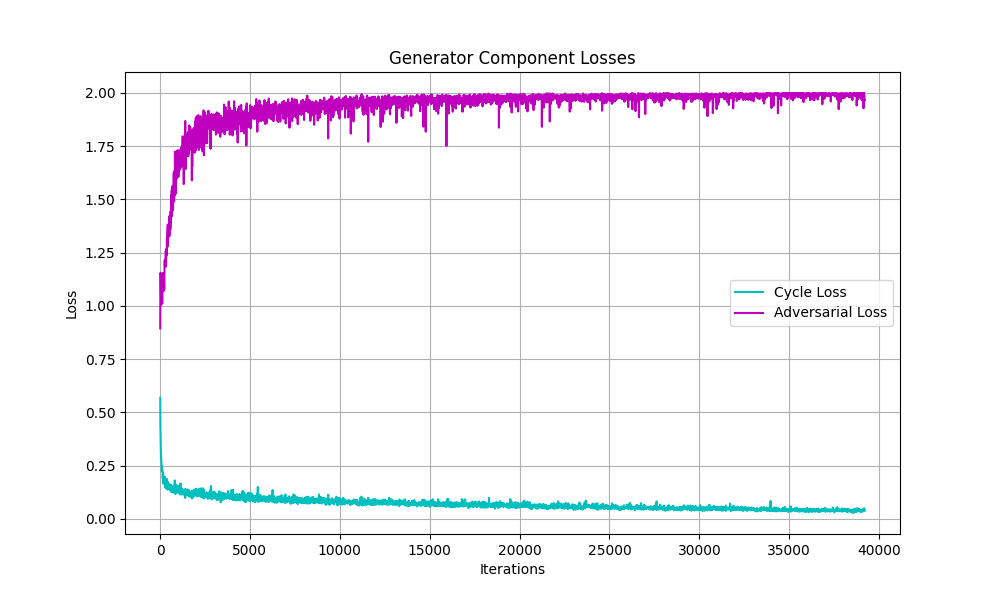 Generator Component Losses
2.00
1.75
1.50
1.25
1.00
0.75
0.50
0.25
0.00
Loss
Cycle Loss
Adversarial Loss
0 5000 10000 15000 20000 25000 30000 35000 40000
Iterations